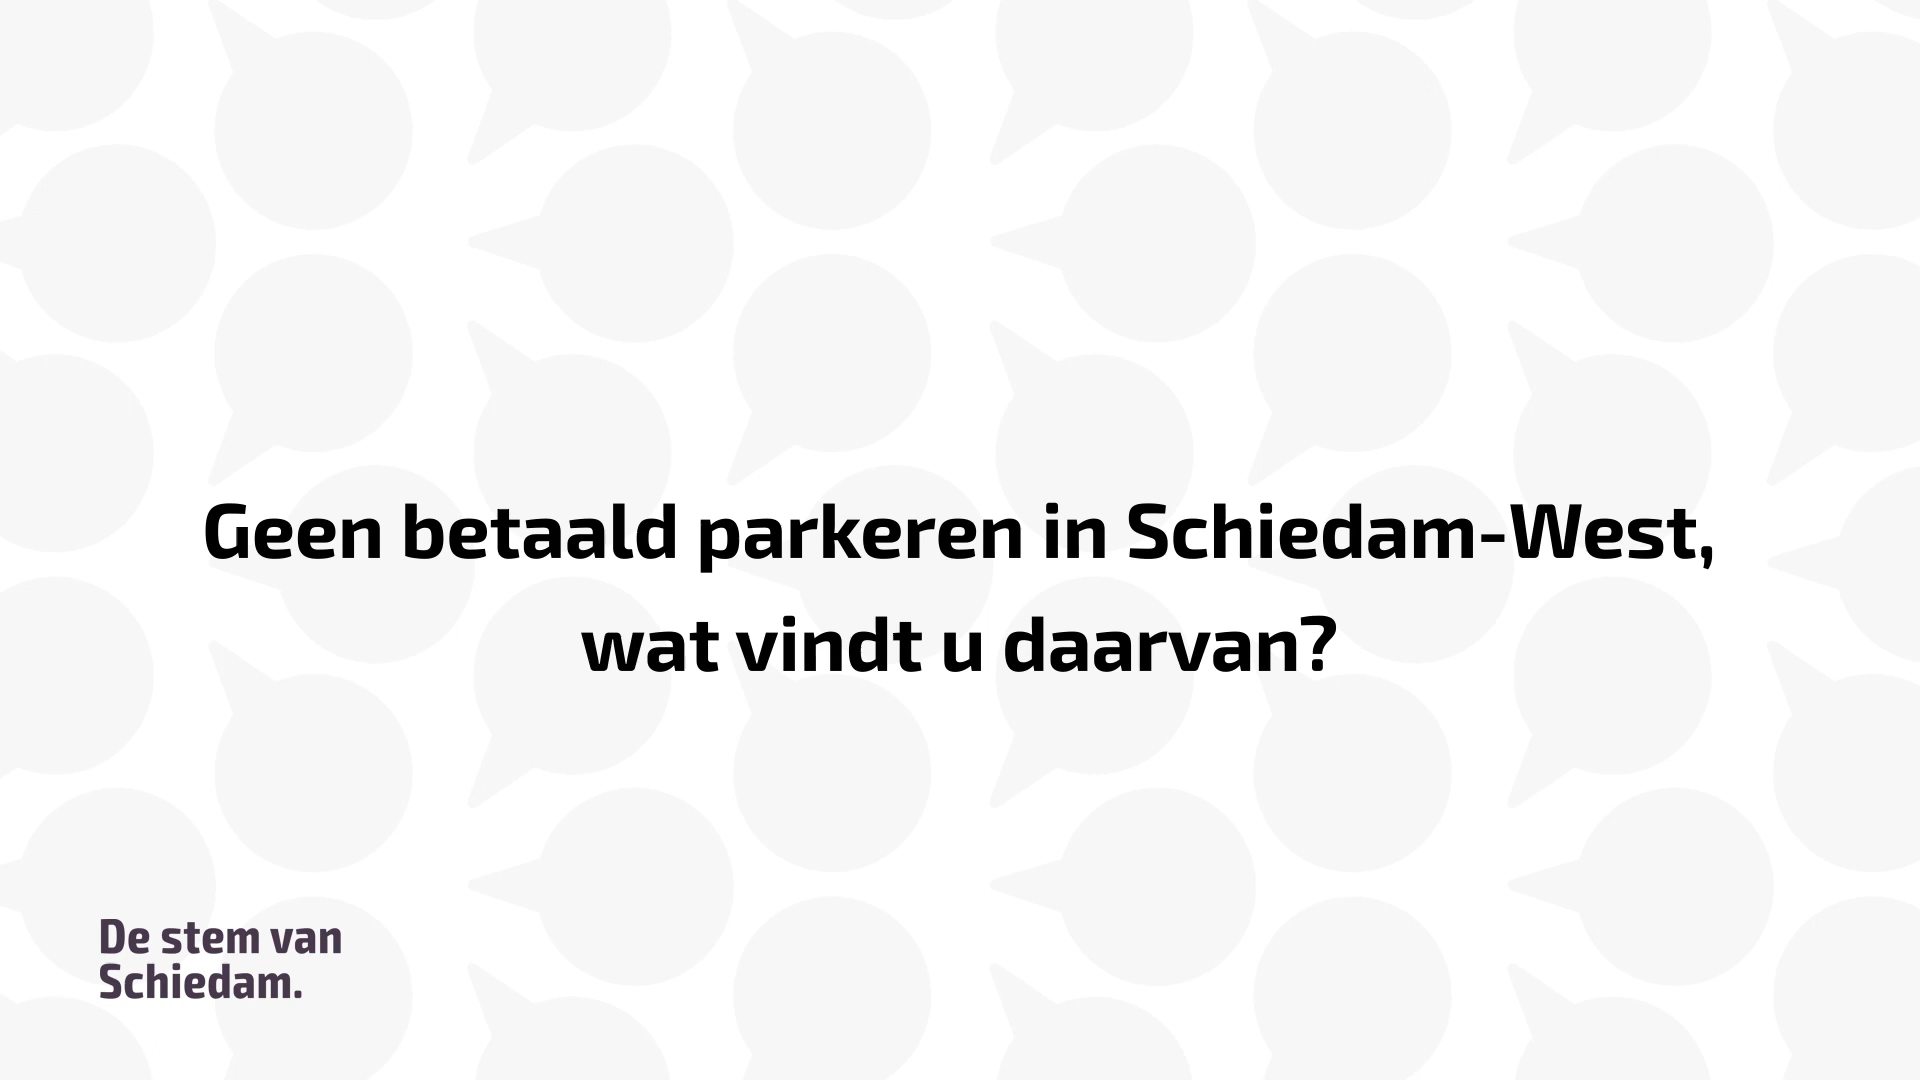 Geen betaald parkeren in Schiedam-West,
wat vindt u daarvan?
De stem van
Schiedam.